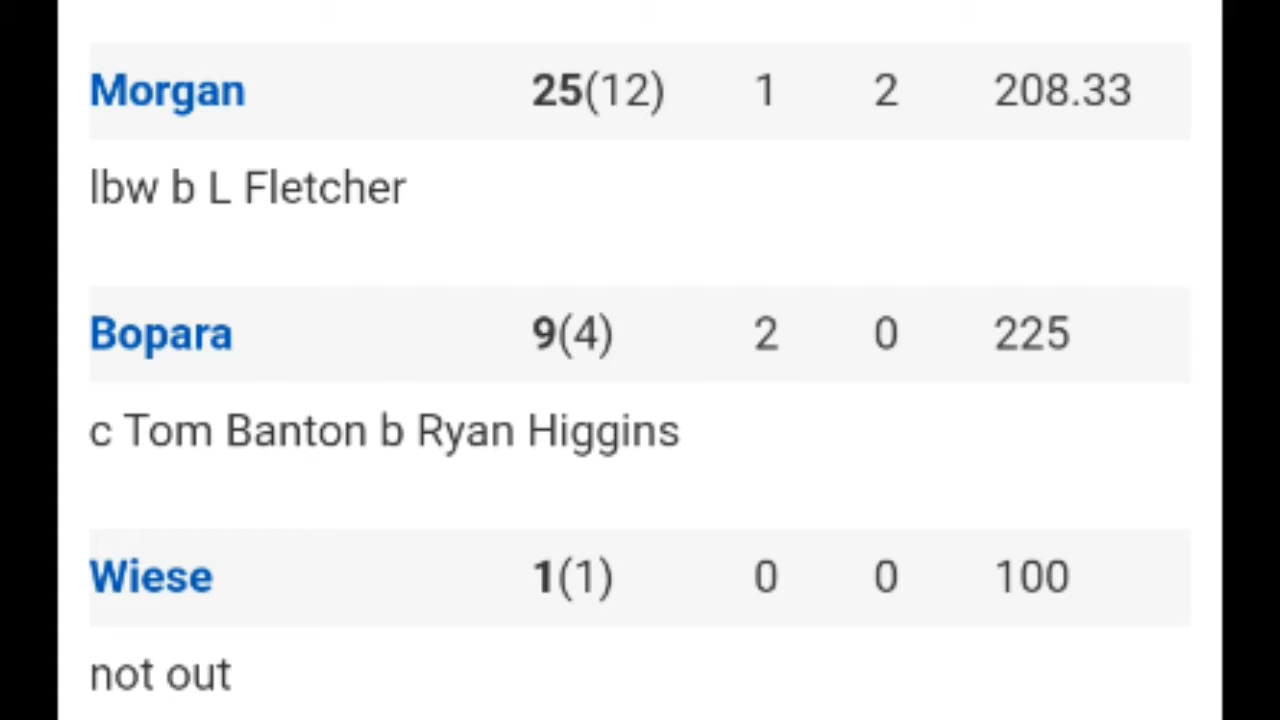 Morgan 25(12) 1 2 208.33
lbw b L Fletcher
Bopara 9(4) 2 0 225
c Tom Banton b Ryan Higgins
Wiese 1(1) 0 0 100
not out